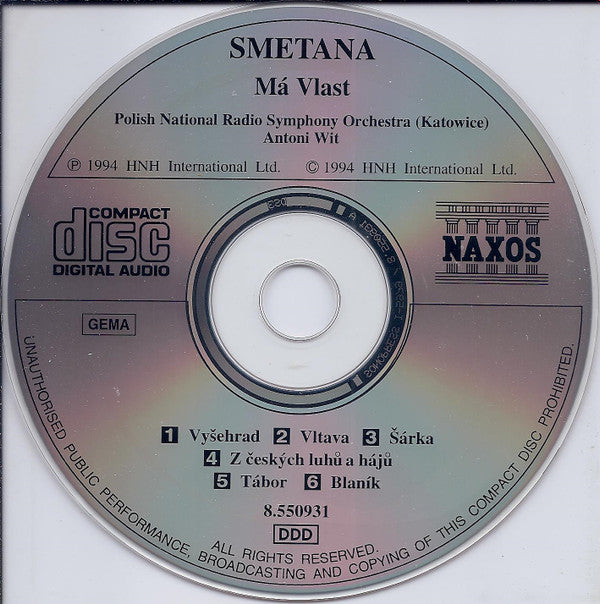 SMETANA
Má Vlast
Polish National Radio Symphony Orchestra (Katowice)
Antoni Wit
℗ 1994 HNH International Ltd. © 1994 HNH International Ltd.
COMPACT
disc
DIGITAL AUDIO
NAXOS
GEMA
1 Vyšehrad 2 Vltava 3 Šárka
4 Z českých luhů a hájů
5 Tábor 6 Blaník
8.550931
DDD
ALL RIGHTS RESERVED.
UNAUTHORISED PUBLIC PERFORMANCE, BROADCASTING AND COPYING OF THIS COMPACT DISC PROHIBITED.